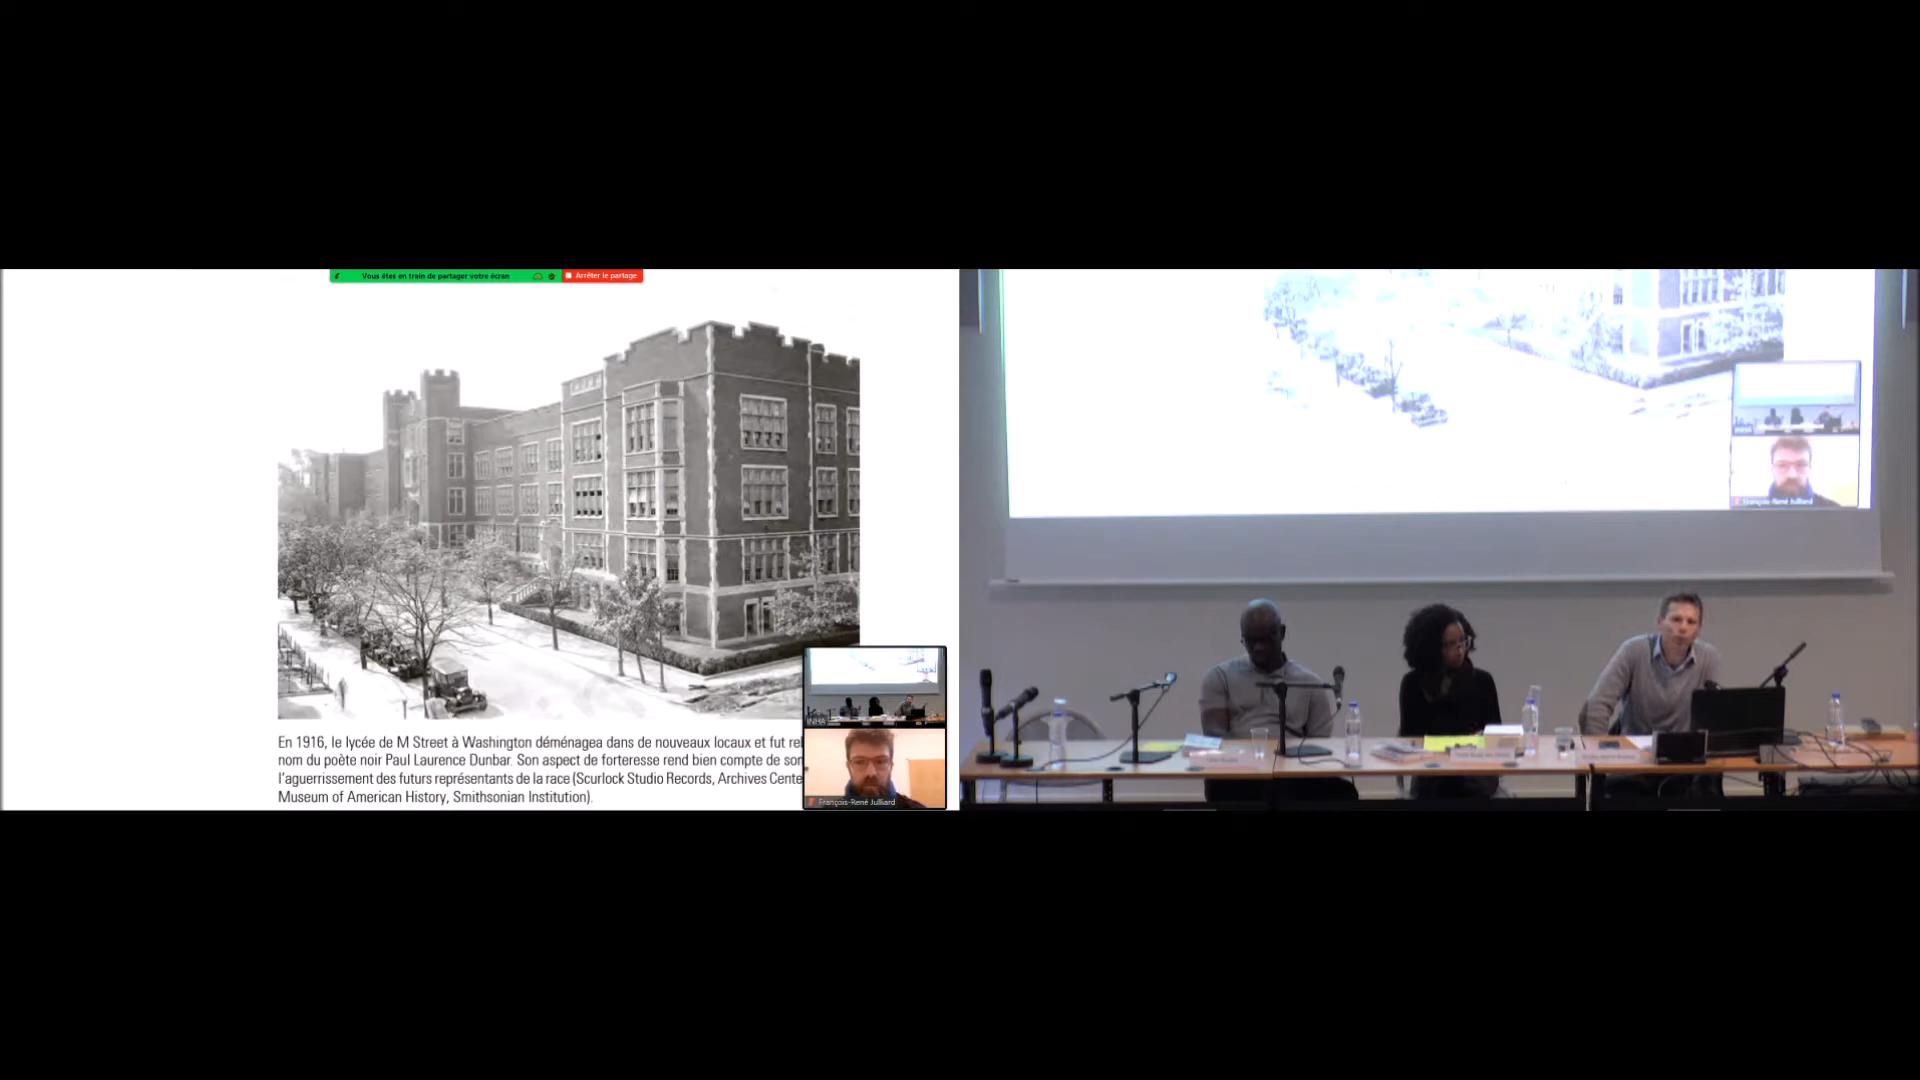 Vous êtes en train de partager votre écran
Arrêter le partage
En 1916, le lycée de M Street à Washington déménagea dans de nouveaux locaux et fut
nom du poète noir Paul Laurence Dunbar. Son aspect de forteresse rend bien compte de
l'aguerrissement des futurs représentants de la race (Scurlock Studio Records, Archives
Museum of American History, Smithsonian Institution).
INHA
François-René Julliard
François-René Julliard